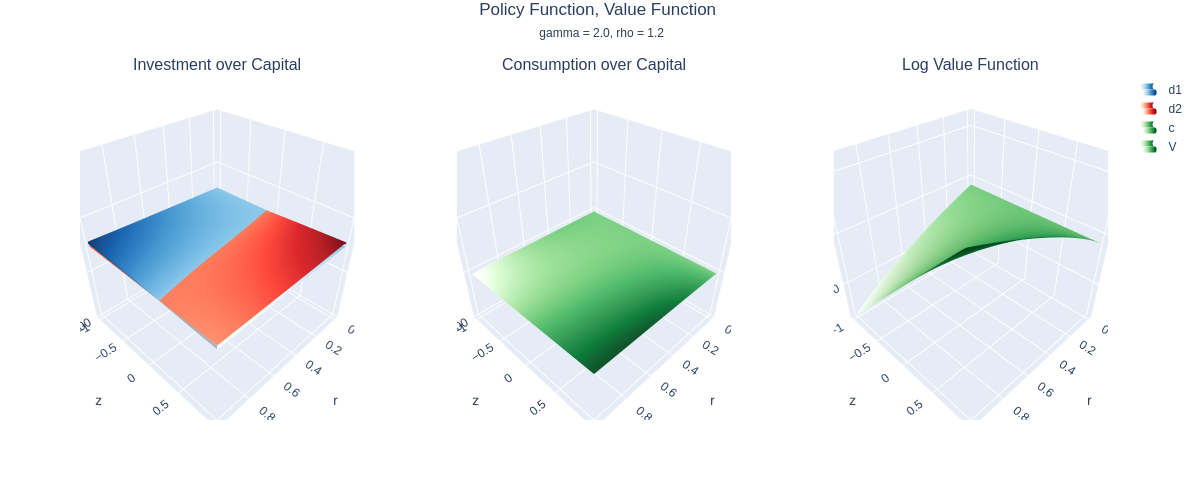 Policy Function, Value Function
gamma = 2.0, rho = 1.2
Investment over Capital
Consumption over Capital
Log Value Function
d1
d2
c
V
−0.5
0
0.5
z
0
0.2
0.4
0.6
0.8
r
−0.5
0
0.5
z
0
0.2
0.4
0.6
0.8
r
0
−1
−0.5
0
0.5
z
0
0.2
0.4
0.6
0.8
r